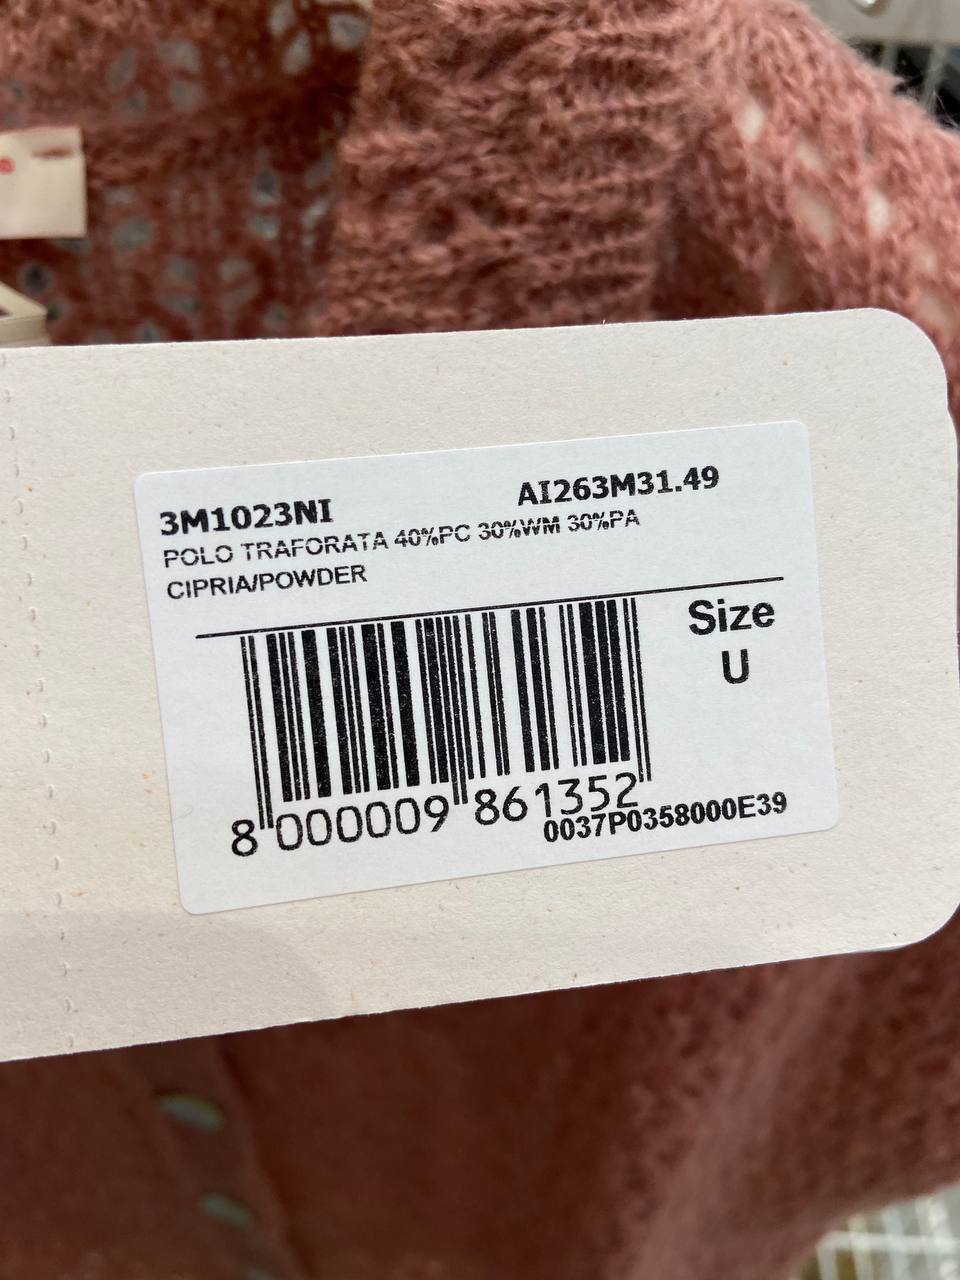 3M1023NI AI263M31.49
POLO TRAFORATA 40%PC 30%WM 30%PA
CIPRIA/POWDER
Size
U
8 000009 861352
0037P0358000E39